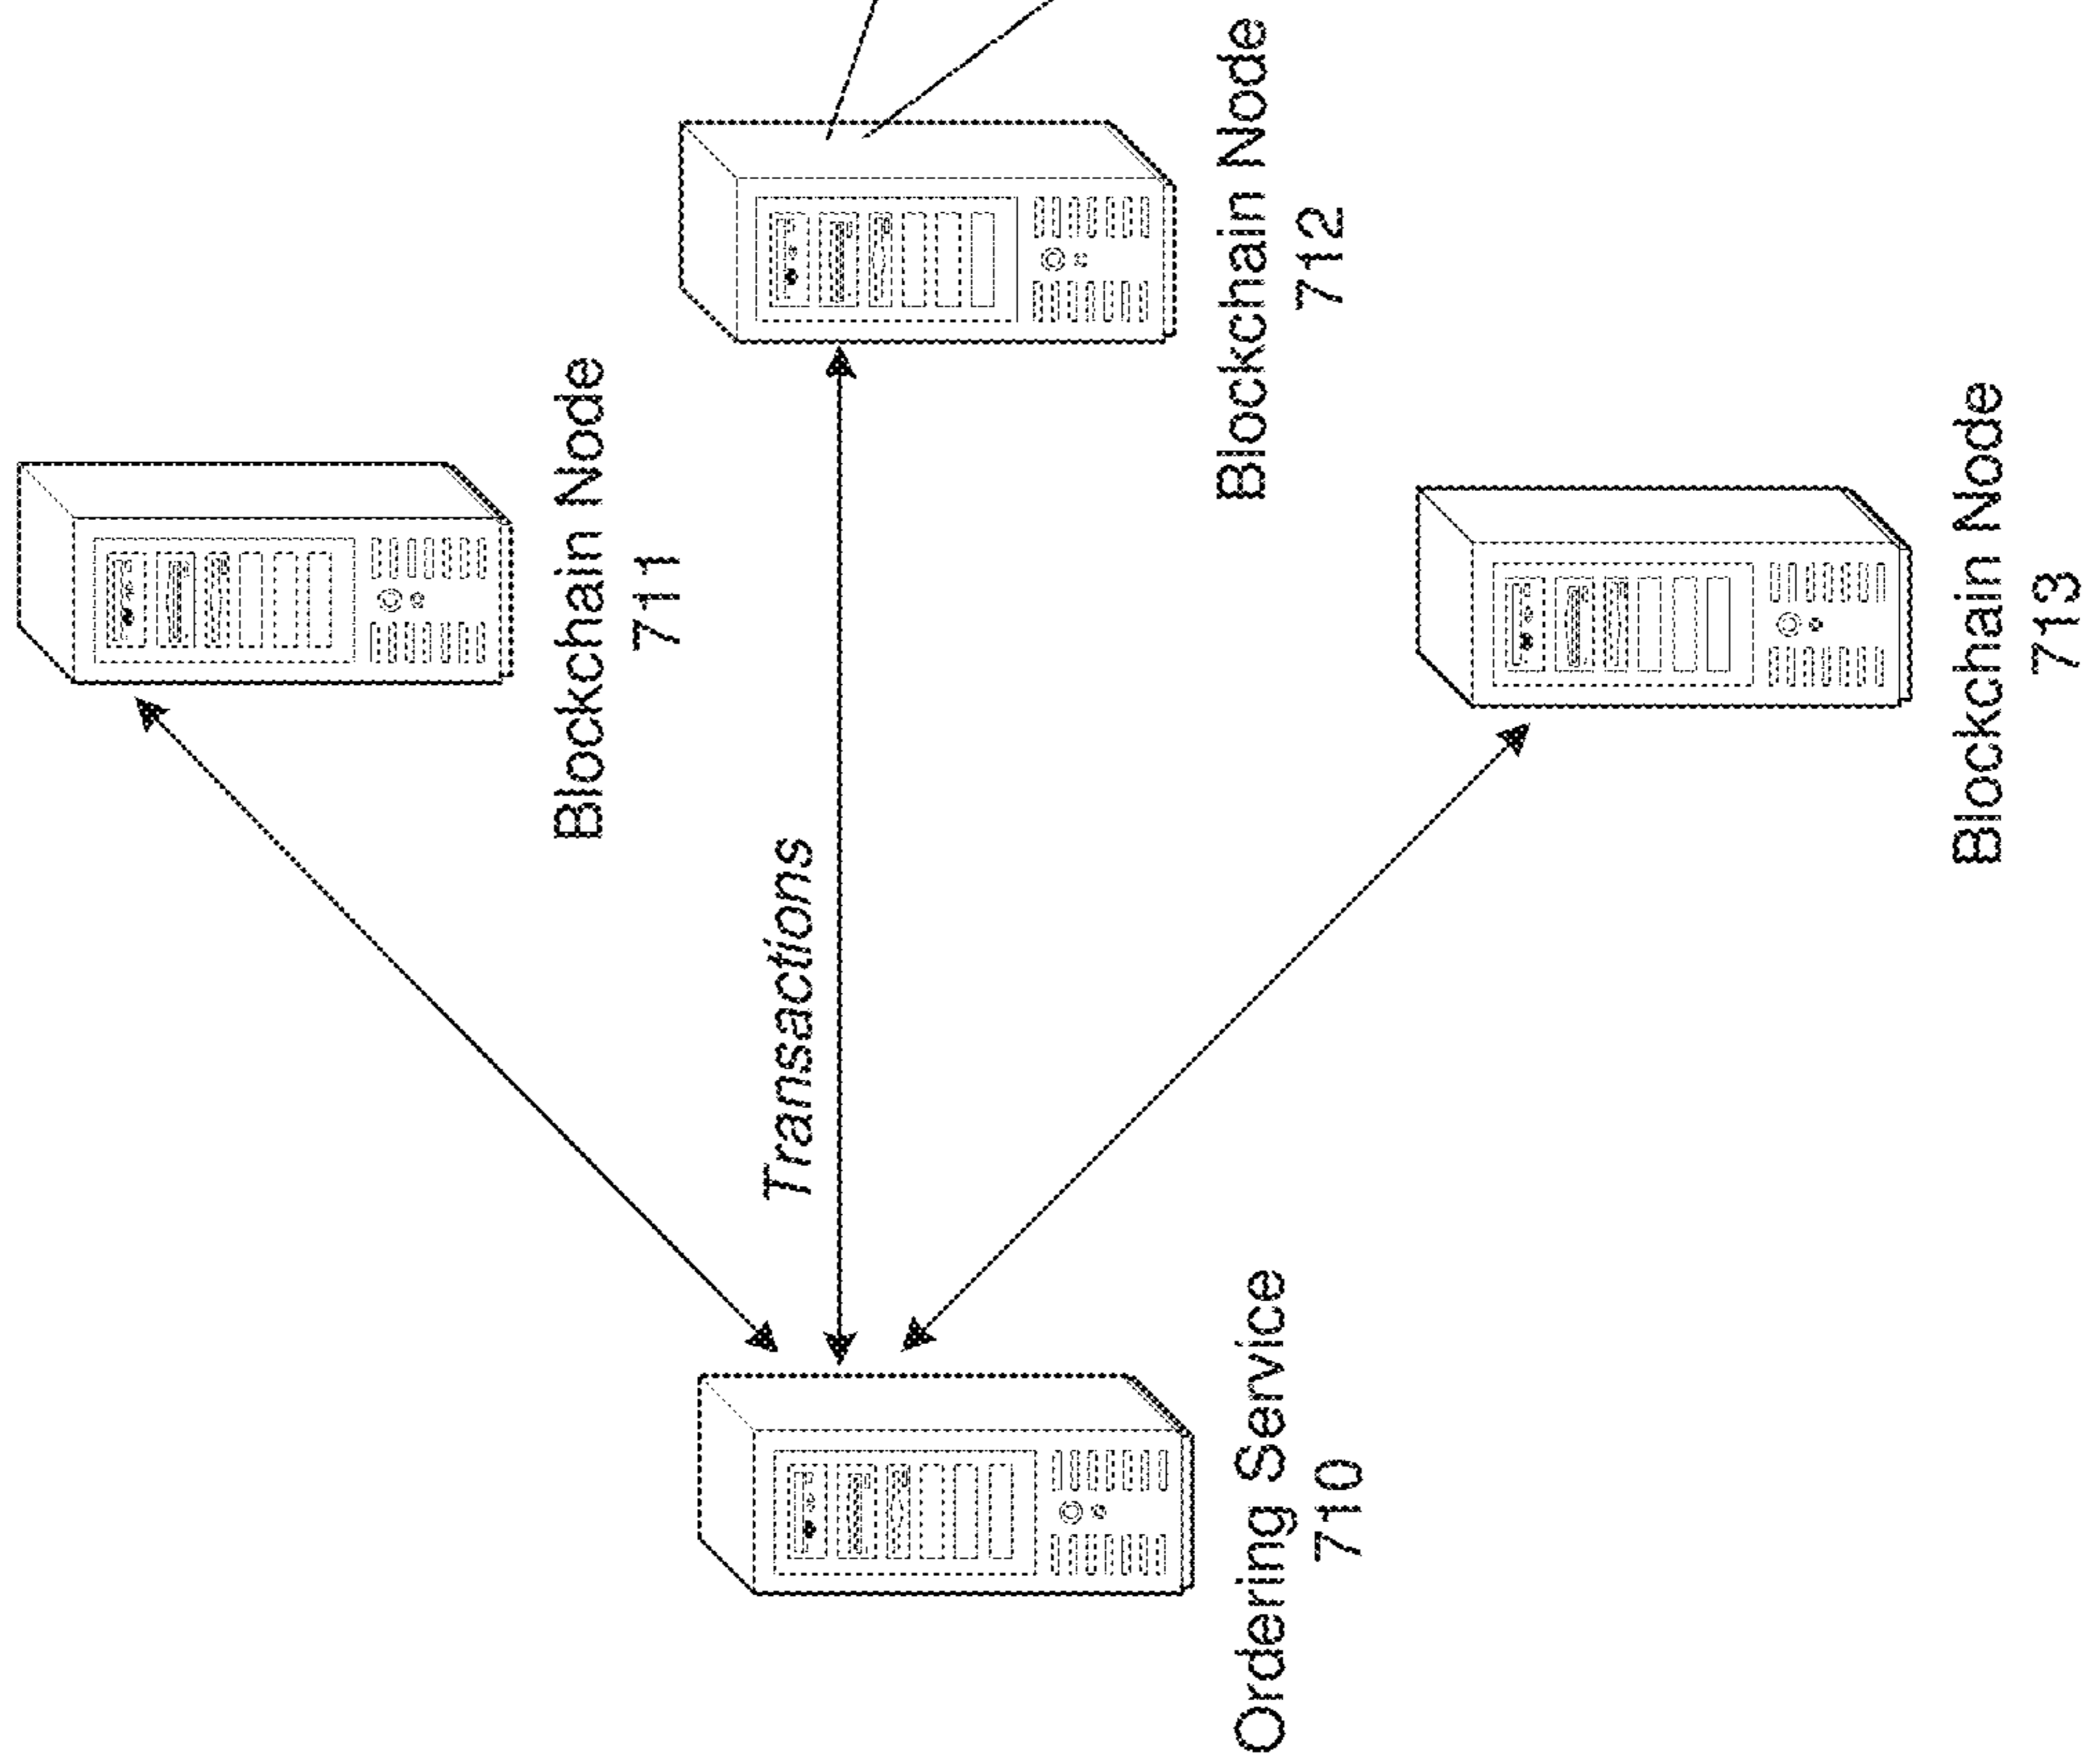 Blockchain Node
711
Transactions
Ordering Service
710
Blockchain Node
712
Blockchain Node
713